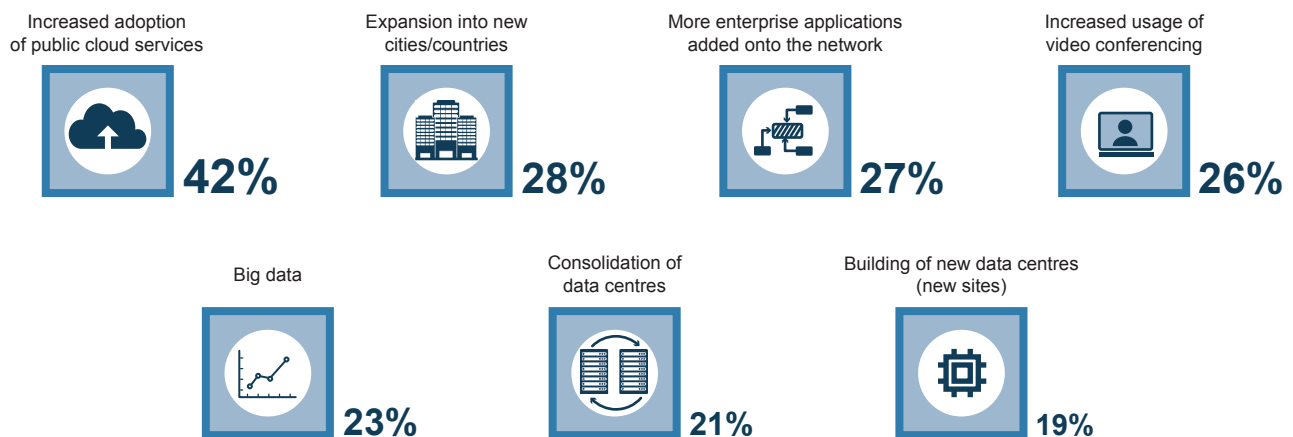 Increased adoption
of public cloud services
42%
Expansion into new
cities/countries
28%
More enterprise applications
added onto the network
27%
Increased usage of
video conferencing
26%
Big data
23%
Consolidation of
data centres
21%
Building of new data centres
(new sites)
19%